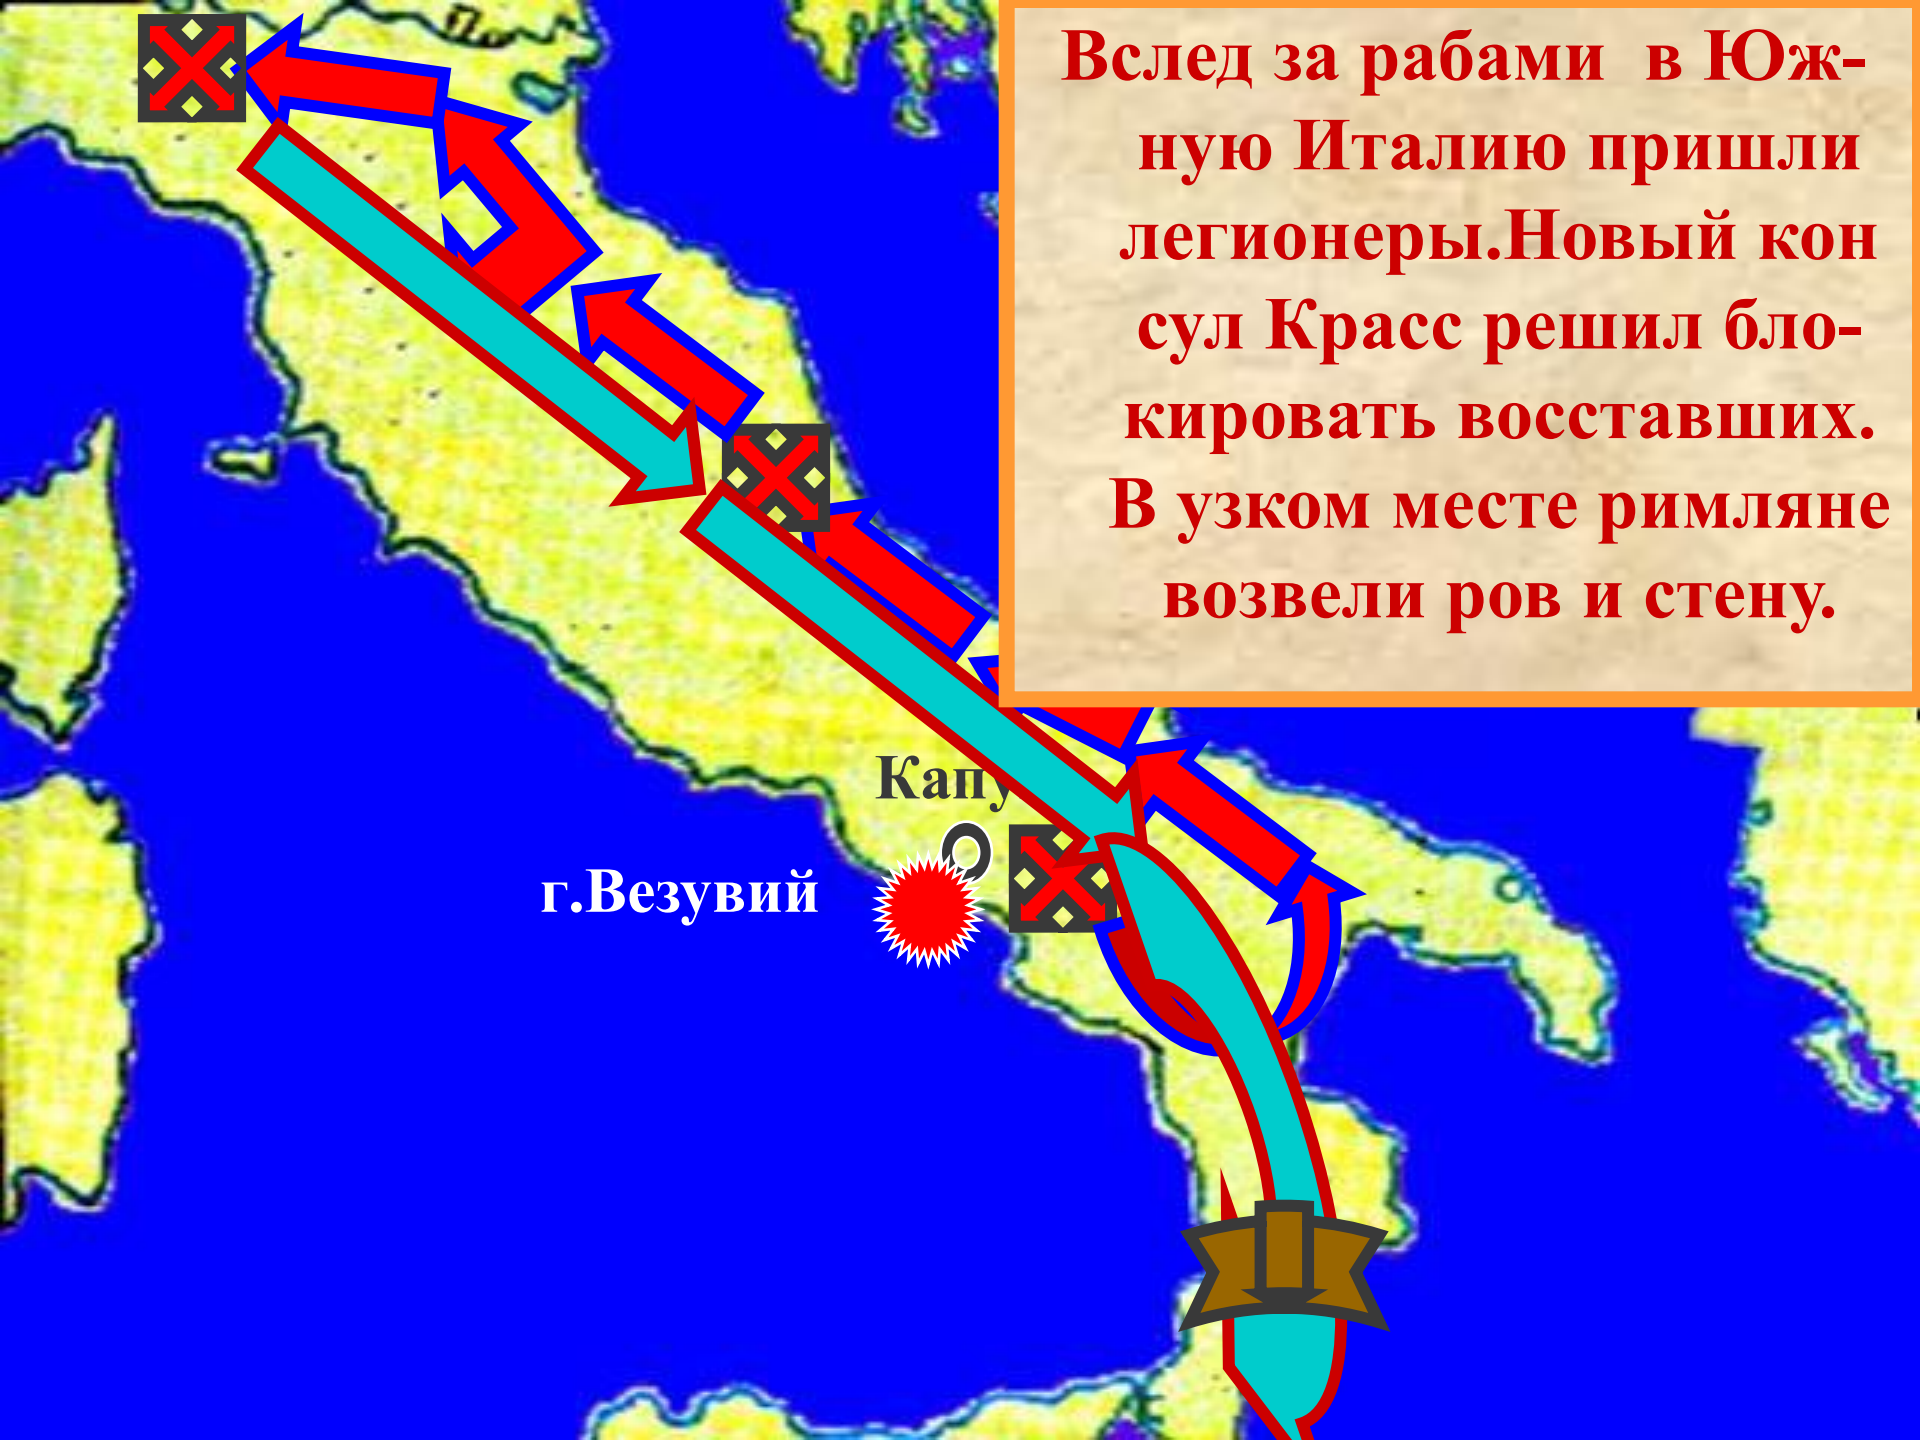 Вслед за рабами в Юж-
ную Италию пришли
легионеры.Новый кон
сул Красс решил бло-
кировать восставших.
В узком месте римляне
возвели ров и стену.
Капу
г.Везувий